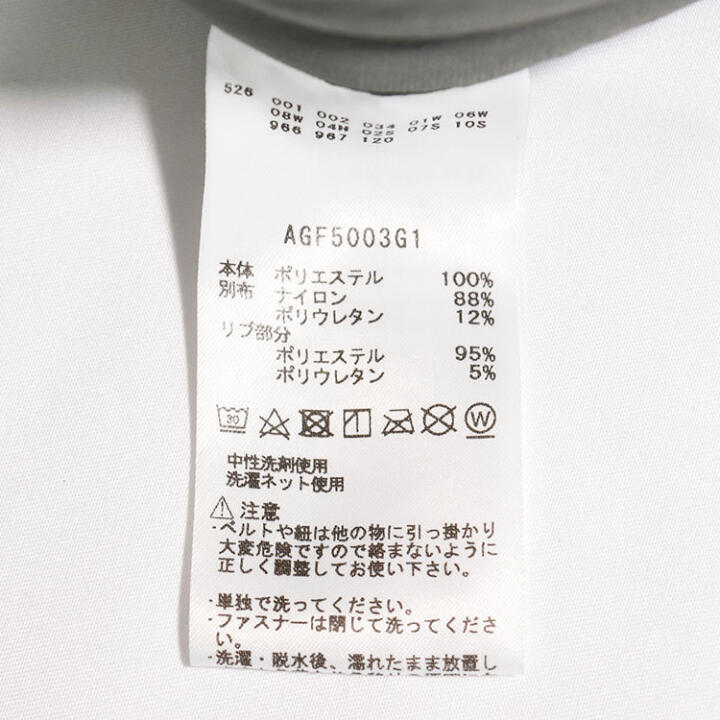 526 001 002 034 01W 06W
08W 04H 02S 07S 10S
966 967 120
AGF5003G1
本体 ポリエステル 100%
別布 ナイロン 88%
ポリウレタン 12%
リブ部分
ポリエステル 95%
ポリウレタン 5%
30
W
中性洗剤使用
洗濯ネット使用
注意
・ベルトや紐は他の物に引っ掛かり
大変危険ですので絡まないように
正しく調整してお使い下さい。
・単独で洗ってください。
・ファスナーは閉じて洗ってくださ
い。
・洗濯・脱水後、濡れたまま放置し